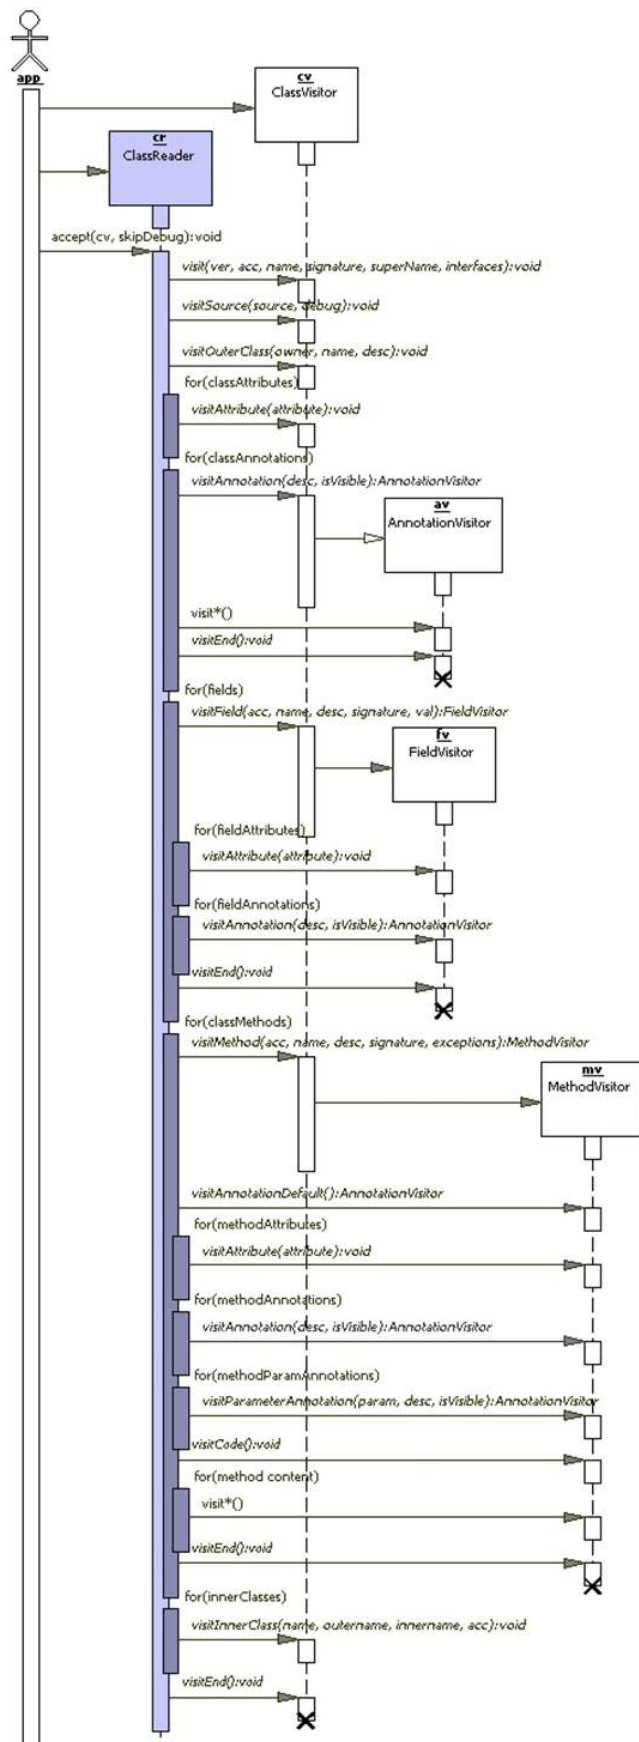 app
cv
ClassVisitor
cr
ClassReader
accept(cv, skipDebug):void
visit(ver, acc, name, signature, superName, interfaces):void
visitSource(source, debug):void
visitOuterClass(owner, name, desc):void
for(classAttributes)
visitAttribute(attribute):void
for(classAnnotations)
visitAnnotation(desc, isVisible):AnnotationVisitor
av
AnnotationVisitor
visit*()
visitEnd():void
for(fields)
visitField(acc, name, desc, signature, val):FieldVisitor
fv
FieldVisitor
for(fieldAttributes)
visitAttribute(attribute):void
for(fieldAnnotations)
visitAnnotation(desc, isVisible):AnnotationVisitor
visitEnd():void
for(classMethods)
visitMethod(acc, name, desc, signature, exceptions):MethodVisitor
mv
MethodVisitor
visitAnnotationDefault():AnnotationVisitor
for(methodAttributes)
visitAttribute(attribute):void
for(methodAnnotations)
visitAnnotation(desc, isVisible):AnnotationVisitor
for(methodParamAnnotations)
visitParameterAnnotation(param, desc, isVisible):AnnotationVisitor
visitCode():void
for(method content)
visit*()
visitEnd():void
for(innerClasses)
visitInnerClass(name, outername, innername, acc):void
visitEnd():void